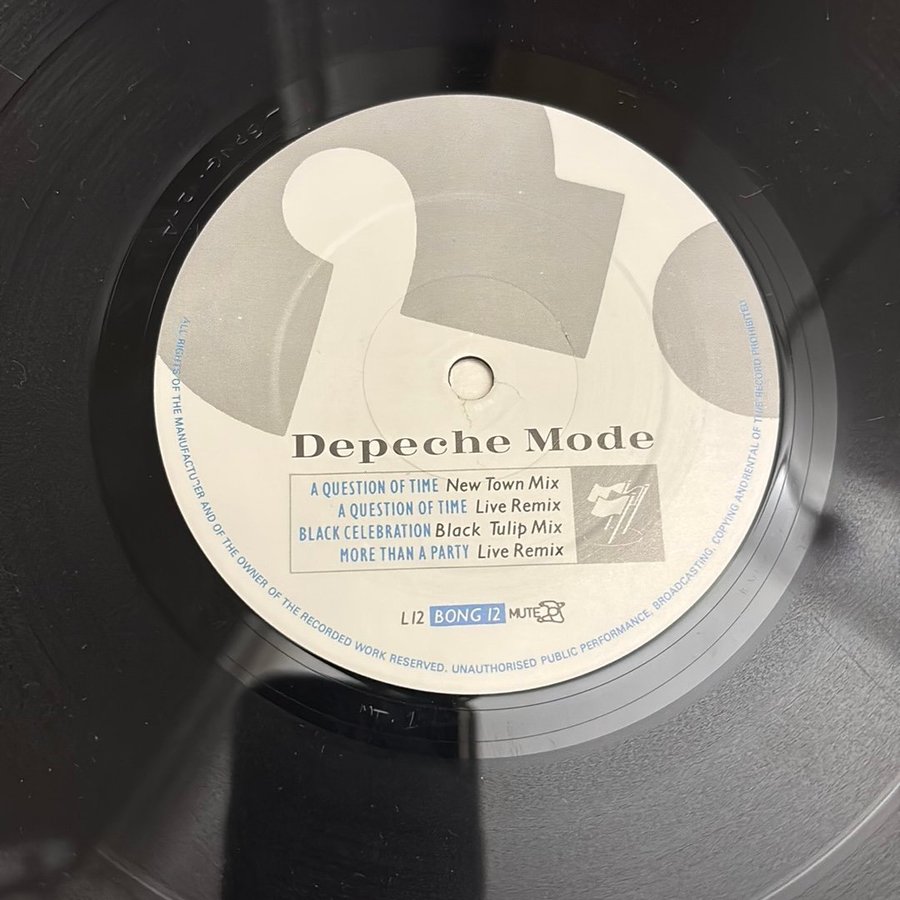 Depeche Mode
A QUESTION OF TIME New Town Mix
A QUESTION OF TIME Live Remix
BLACK CELEBRATION Black Tulip Mix
MORE THAN A PARTY Live Remix
L12 BONG 12 MUTE
ALL RIGHTS OF THE MANUFACTURER AND OF THE OWNER OF THE RECORDED WORK RESERVED. UNAUTHORISED PUBLIC PERFORMANCE, BROADCASTING, COPYING AND RENTAL OF THIS RECORD PROHIBITED
MT. 1